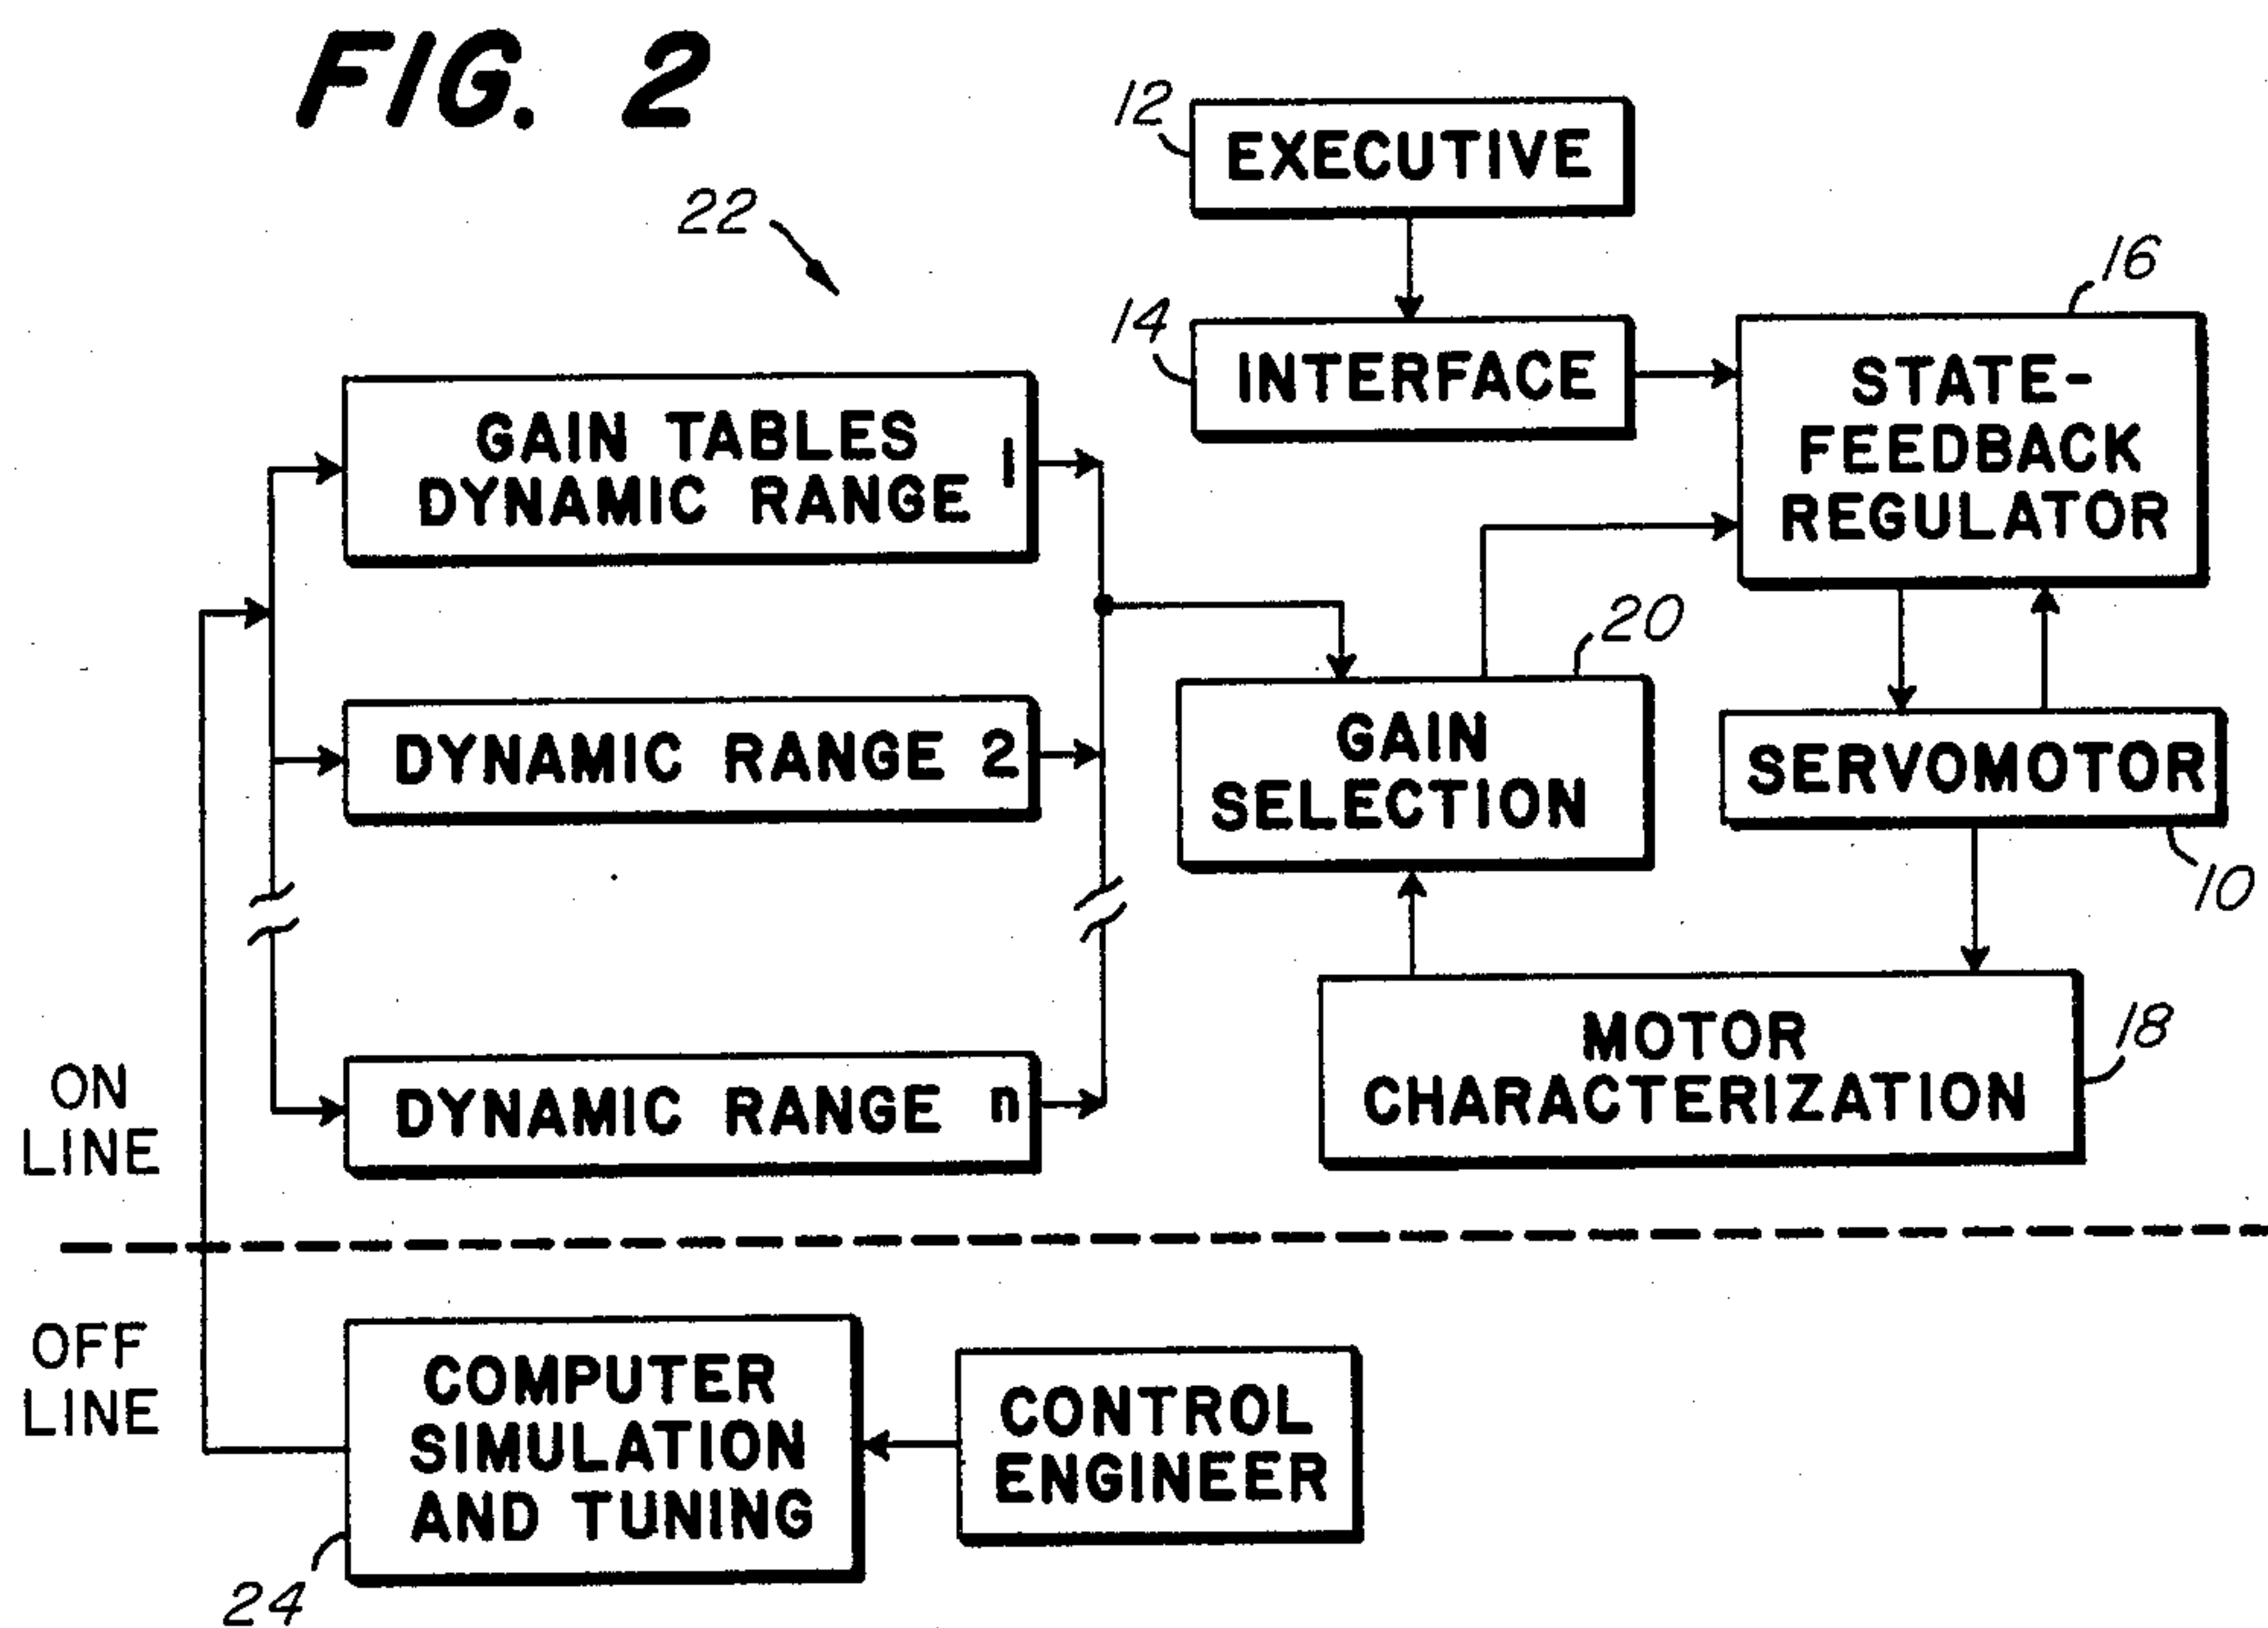 FIG. 2
12
EXECUTIVE
22
14
INTERFACE
16
STATE-
FEEDBACK
REGULATOR
GAIN TABLES
DYNAMIC RANGE 1
20
GAIN
SELECTION
DYNAMIC RANGE 2
SERVOMOTOR
10
MOTOR
CHARACTERIZATION
18
DYNAMIC RANGE n
ON
LINE
OFF
LINE
COMPUTER
SIMULATION
AND TUNING
24
CONTROL
ENGINEER